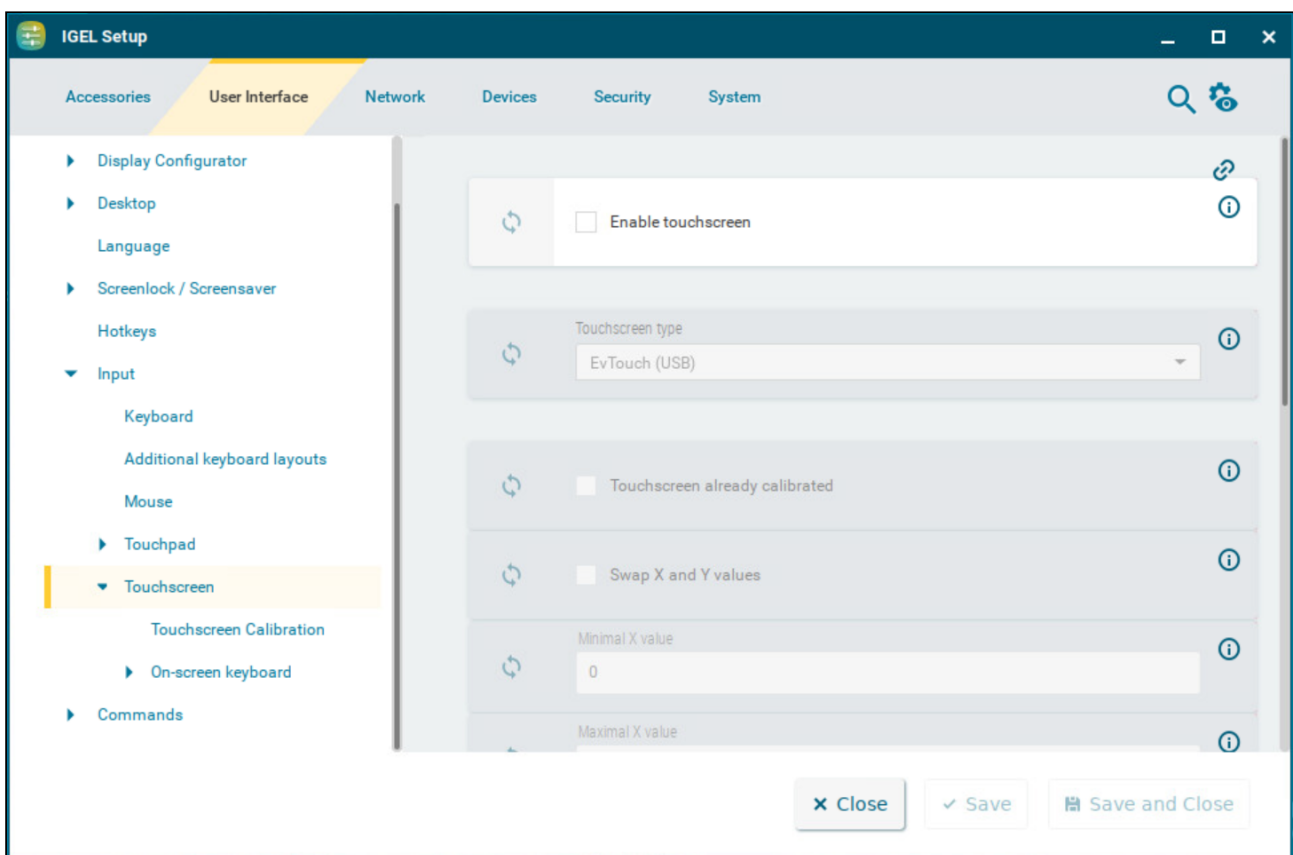 IGEL Setup
Accessories User Interface Network Devices Security System
Display Configurator
Desktop
Language
Screenlock / Screensaver
Hotkeys
Input
Keyboard
Additional keyboard layouts
Mouse
Touchpad
Touchscreen
Touchscreen Calibration
On-screen keyboard
Commands
Enable touchscreen
Touchscreen type
EvTouch (USB)
Touchscreen already calibrated
Swap X and Y values
Minimal X value
0
Maximal X value
Close Save Save and Close